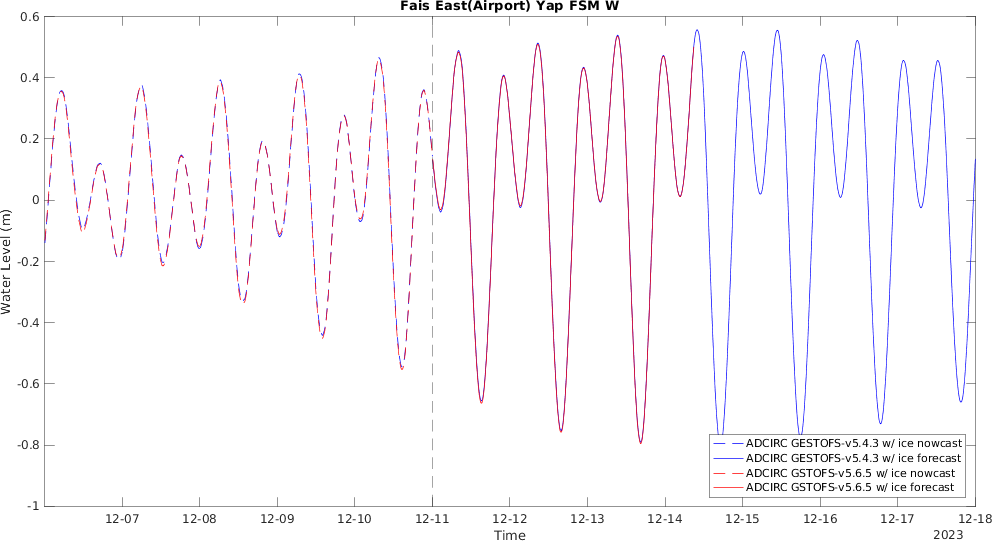 Fais East(Airport) Yap FSM W
0.6
0.4
0.2
0
-0.2
-0.4
-0.6
-0.8
-1
Water Level (m)
ADCIRC GESTOFS-v5.4.3 w/ ice nowcast
ADCIRC GESTOFS-v5.4.3 w/ ice forecast
ADCIRC GSTOFS-v5.6.5 w/ ice nowcast
ADCIRC GSTOFS-v5.6.5 w/ ice forecast
12-07 12-08 12-09 12-10 12-11 12-12 12-13 12-14 12-15 12-16 12-17 12-18
Time
2023